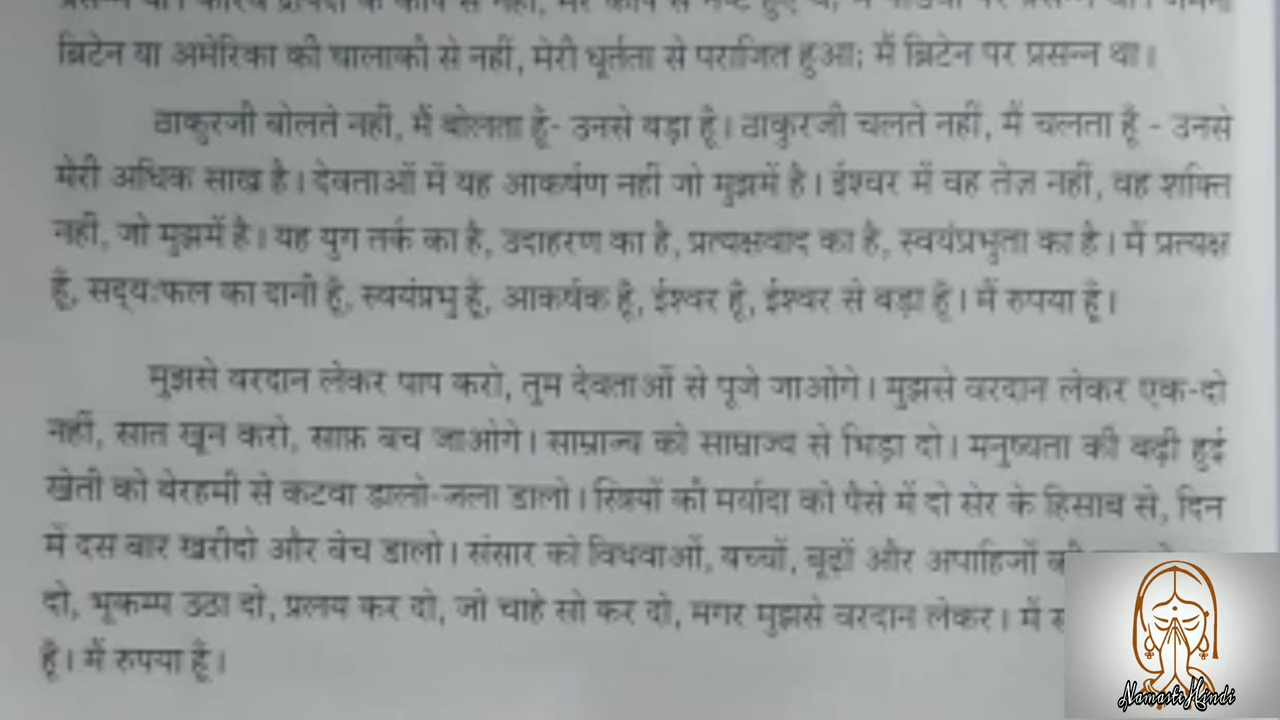 ब्रिटेन या अमेरिका की चालाकी से नहीं, मेरी धूर्तता से पराजित हुआ; मैं ब्रिटेन पर प्रसन्न था।
ठाकुरजी बोलते नहीं, मैं बोलता हूँ- उनसे बड़ा हूँ। ठाकुरजी चलते नहीं, मैं चलता हूँ - उनसे
मेरी अधिक साख है। देवताओं में यह आकर्षण नहीं जो मुझमें है। ईश्वर में वह तेज़ नहीं, वह शक्ति
नहीं, जो मुझमें है। यह युग तर्क का है, उदाहरण का है, प्रत्यक्षवाद का है, स्वयंप्रभुता का है। मैं प्रत्यक्ष
हूँ, सद्यःफल का दानी हूँ, स्वयंप्रभु हूँ, आकर्षक हूँ, ईश्वर हूँ, ईश्वर से बड़ा हूँ। मैं रुपया हूँ।
मुझसे वरदान लेकर पाप करो, तुम देवताओं से पूजे जाओगे। मुझसे वरदान लेकर एक-दो
नहीं, सात खून करो, साफ़ बच जाओगे। साम्राज्य को साम्राज्य से भिड़ा दो। मनुष्यता की बढ़ी हुई
खेती को बेरहमी से कटवा डालो-जला डालो। स्त्रियों की मर्यादा को पैसे में दो सेर के हिसाब से, दिन
में दस बार खरीदो और बेच डालो। संसार को विधवाओं, बच्चों, बूढ़ों और अपाहिजों
दो, भूकम्प उठा दो, प्रलय कर दो, जो चाहे सो कर दो, मगर मुझसे वरदान लेकर। मैं
हूँ। मैं रुपया हूँ।
Namaste Hindi